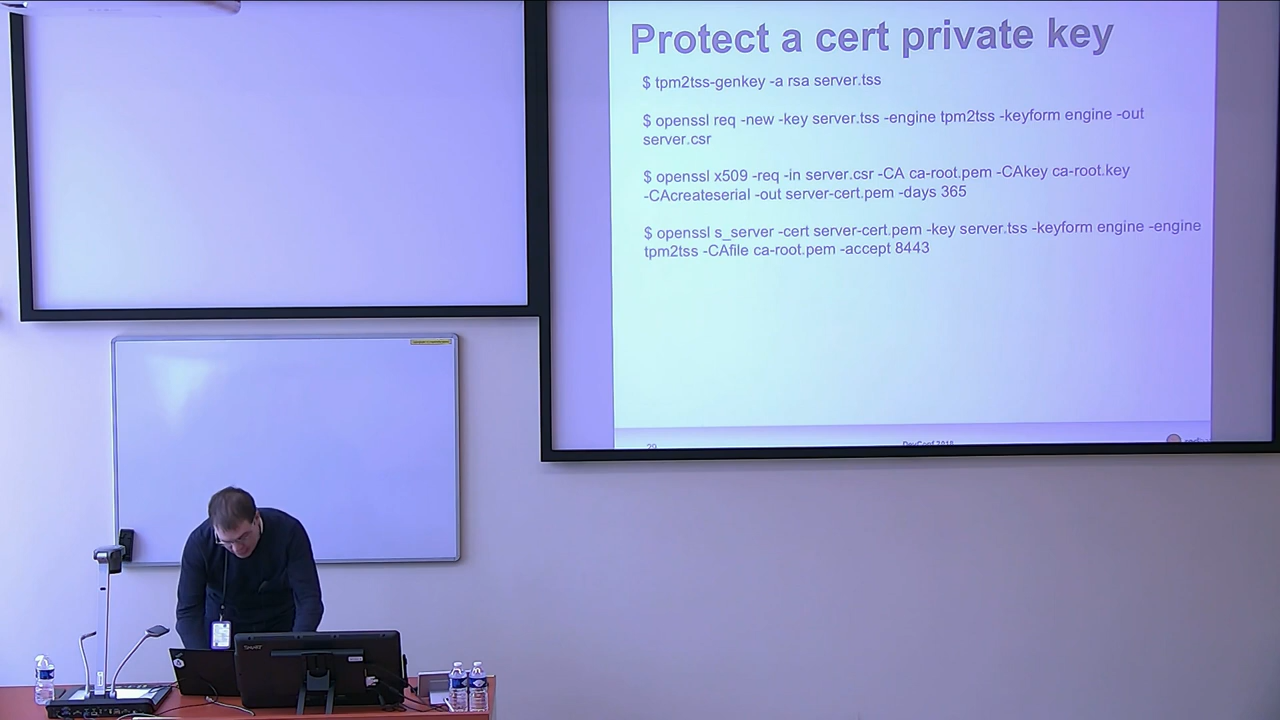 Protect a cert private key
$ tpm2tss-genkey -a rsa server.tss
$ openssl req -new -key server.tss -engine tpm2tss -keyform engine -out
server.csr
$ openssl x509 -req -in server.csr -CA ca-root.pem -CAkey ca-root.key
-CAcreateserial -out server-cert.pem -days 365
$ openssl s_server -cert server-cert.pem -key server.tss -keyform engine -engine
tpm2tss -CAfile ca-root.pem -accept 8443
29